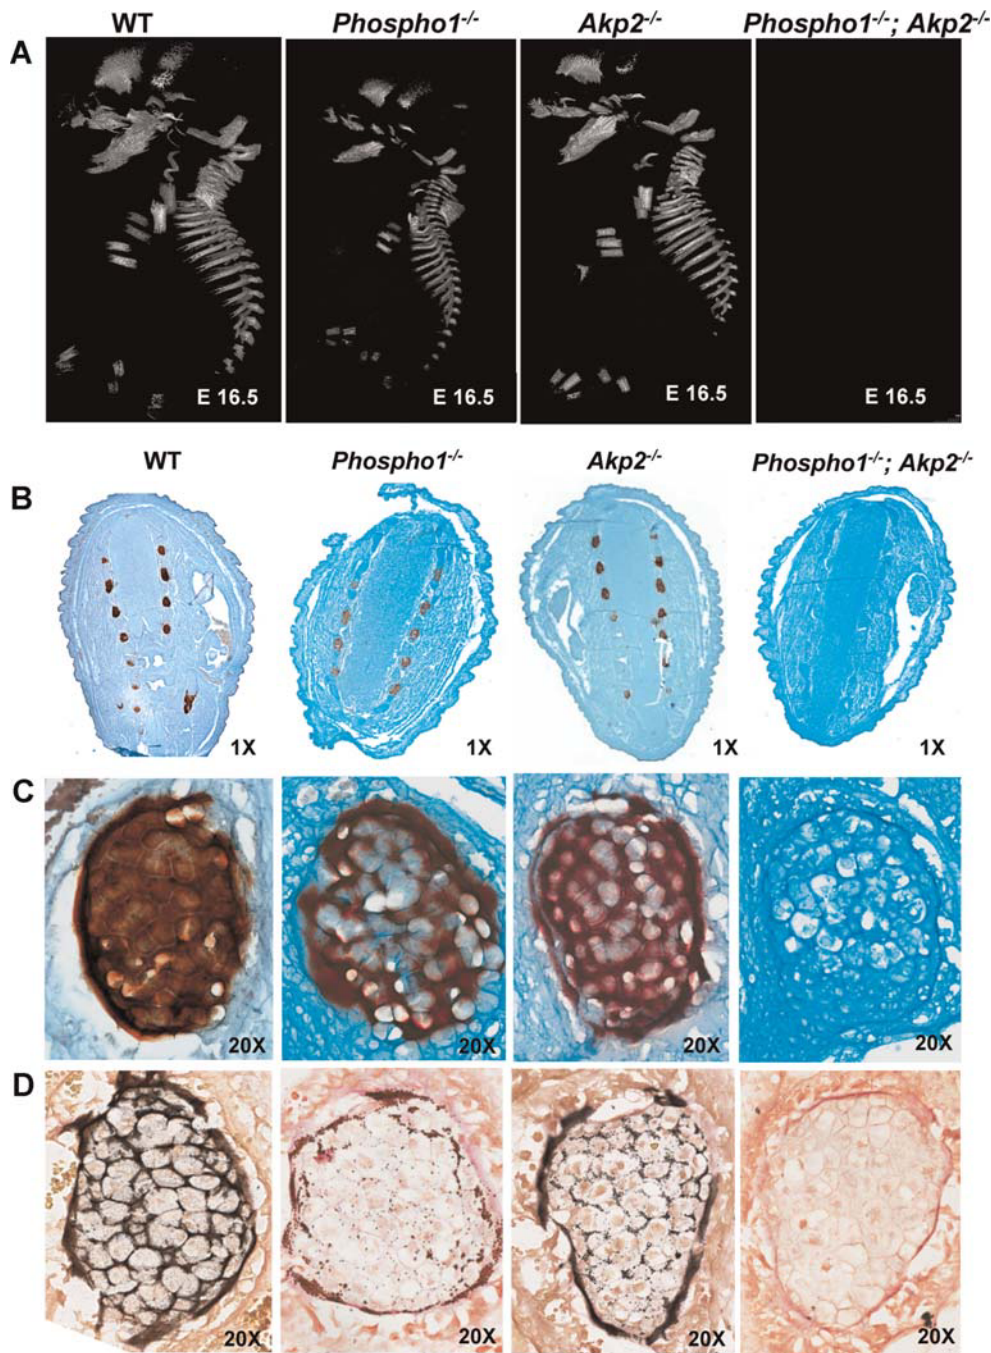 WT Phospho1-/- Akp2-/- Phospho1-/-; Akp2-/-
A
E 16.5 E 16.5 E 16.5 E 16.5
WT Phospho1-/- Akp2-/- Phospho1-/-; Akp2-/-
B
1X 1X 1X 1X
C
20X 20X 20X 20X
D
20X 20X 20X 20X